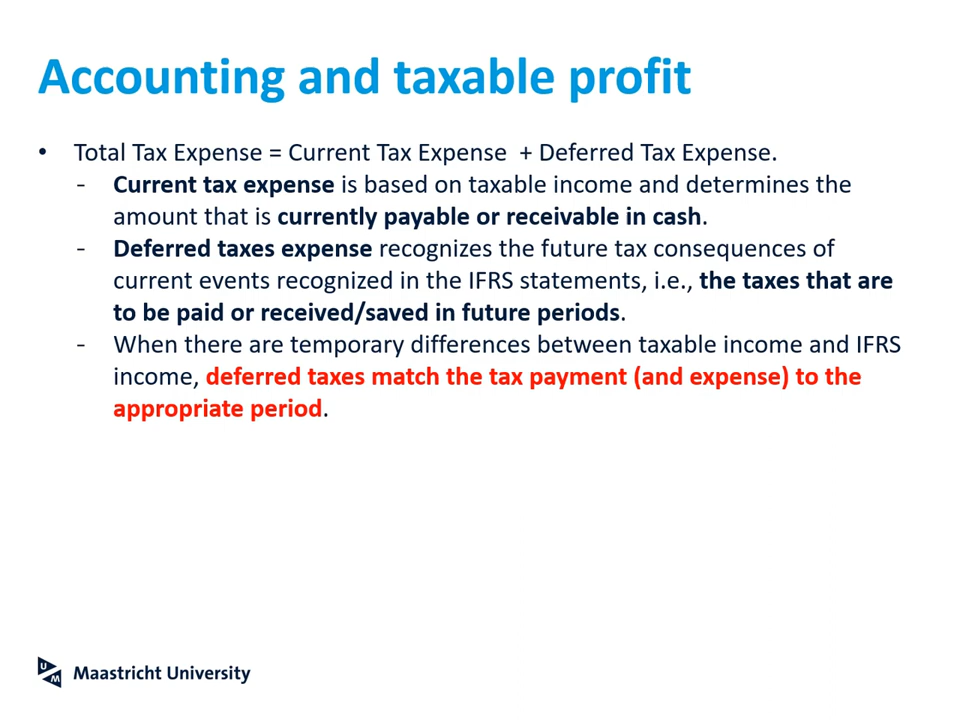 Accounting and taxable profit
• Total Tax Expense = Current Tax Expense + Deferred Tax Expense.
- Current tax expense is based on taxable income and determines the
amount that is currently payable or receivable in cash.
- Deferred taxes expense recognizes the future tax consequences of
current events recognized in the IFRS statements, i.e., the taxes that are
to be paid or received/saved in future periods.
- When there are temporary differences between taxable income and IFRS
income, deferred taxes match the tax payment (and expense) to the
appropriate period.
U M Maastricht University